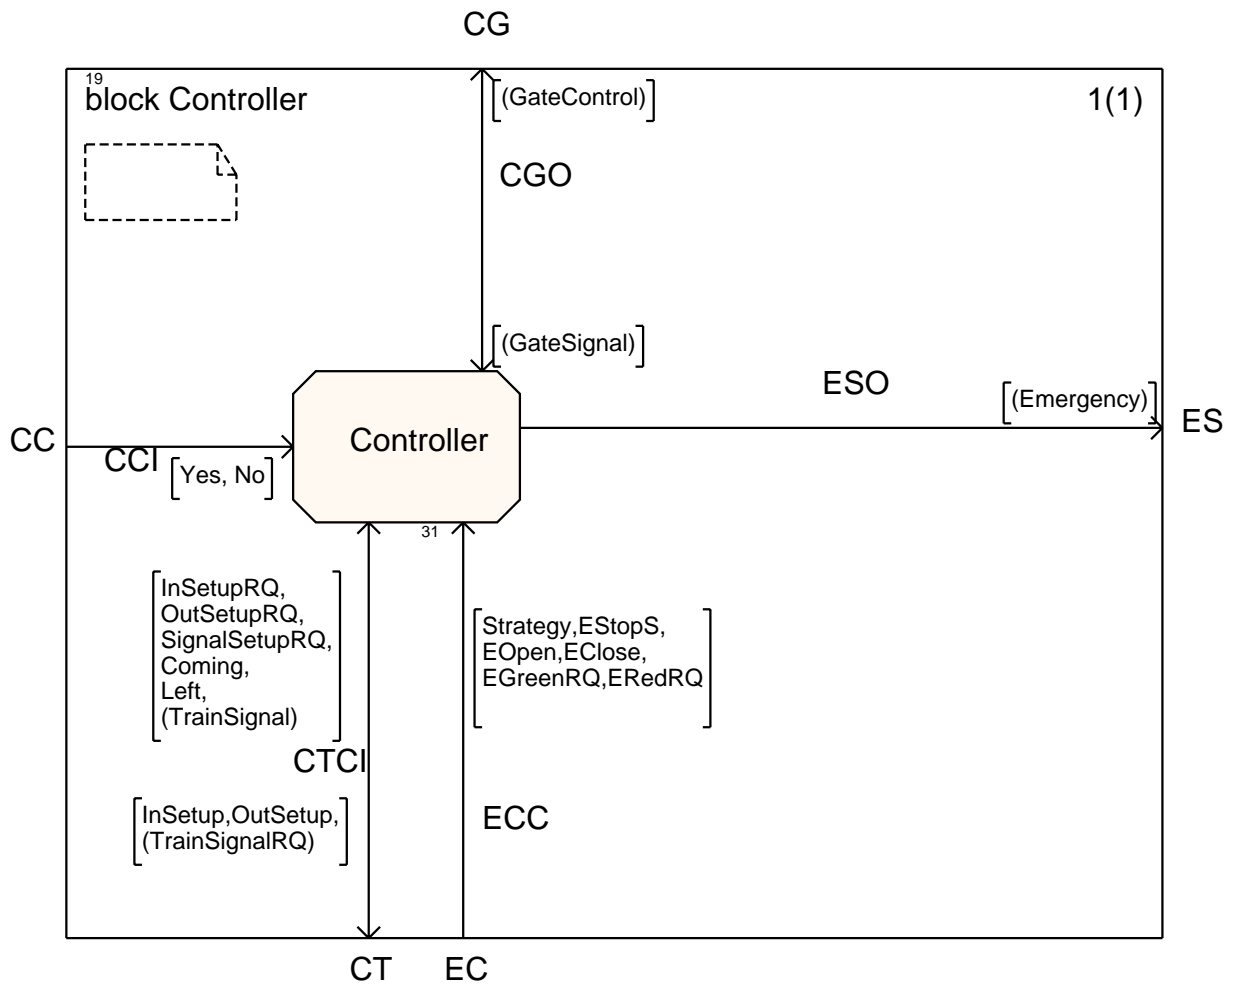 CG
19
block Controller
1(1)
(GateControl)
CGO
(GateSignal)
ESO
(Emergency)
ES
CC
CCI
Yes, No
Controller
31
InSetupRQ,
OutSetupRQ,
SignalSetupRQ,
Coming,
Left,
(TrainSignal)
Strategy,EStopS,
EOpen,EClose,
EGreenRQ,ERedRQ
CTCI
InSetup,OutSetup,
(TrainSignalRQ)
ECC
CT
EC